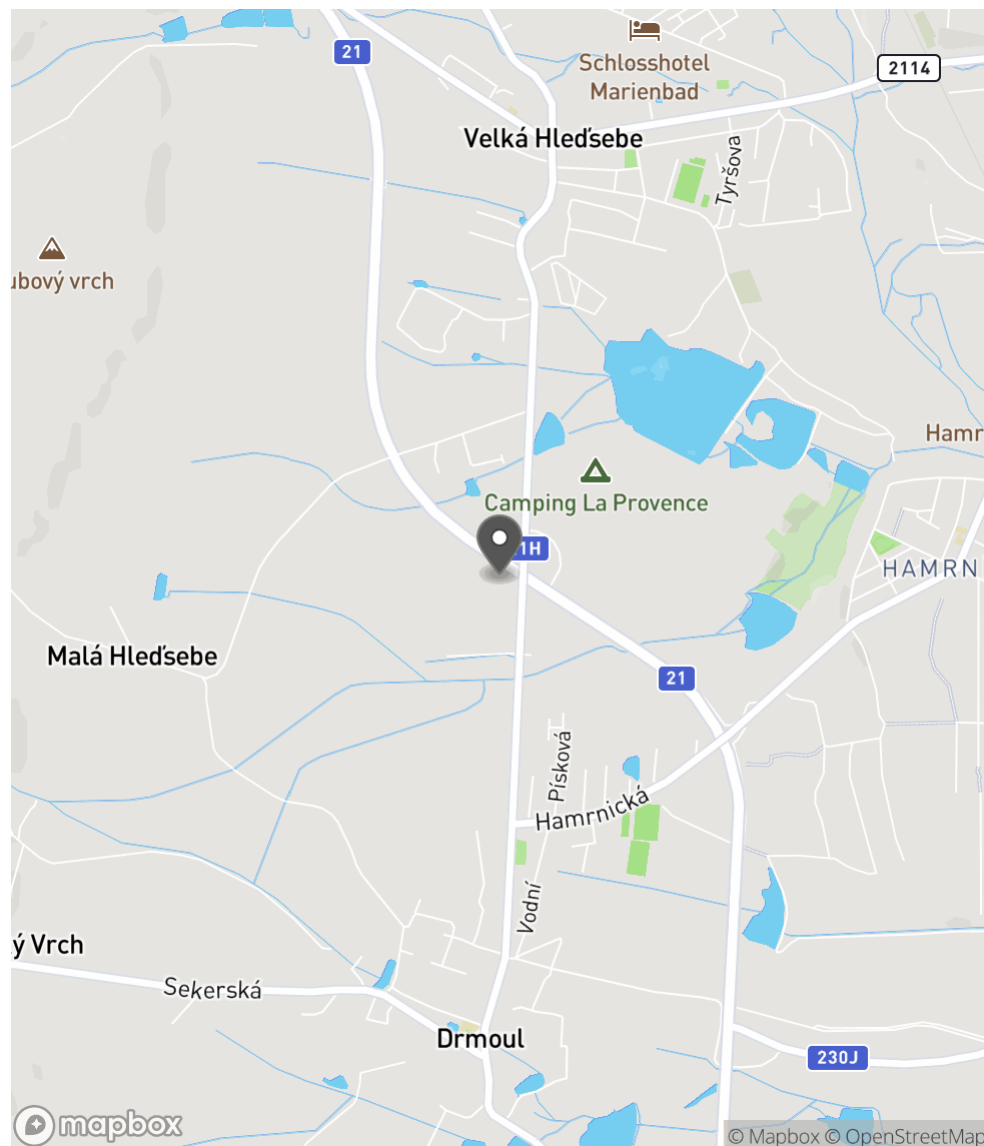 21
Schlosshotel
Marienbad
2114
Velká Hleďsebe
Tyršova
ubový vrch
Hamr
Camping La Provence
1H
HAMRN
Malá Hleďsebe
21
Písková
Hamrnická
Vodní
ý Vrch
Sekerská
Drmoul
230J
mapbox
© Mapbox © OpenStreetMap